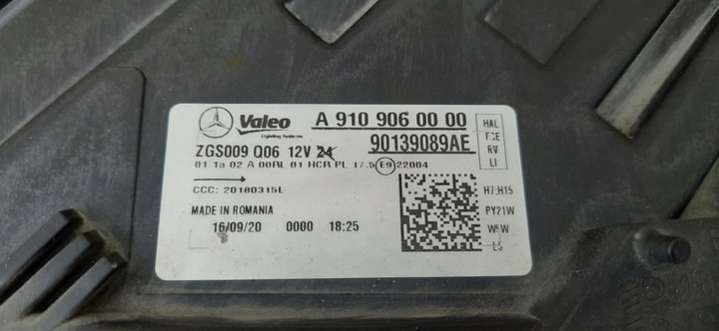 Valeo A 910 906 00 00
Lighting Systems
ZGS009 Q06 12V 24 90139089AE
01 1a 02 A 00RL 01 HCR PL 17.5 E9 22004
CCC: 20180315L
MADE IN ROMANIA
16/09/20 0000 18:25
HAL
RV
LI
H7:H15
PY21W
W5W